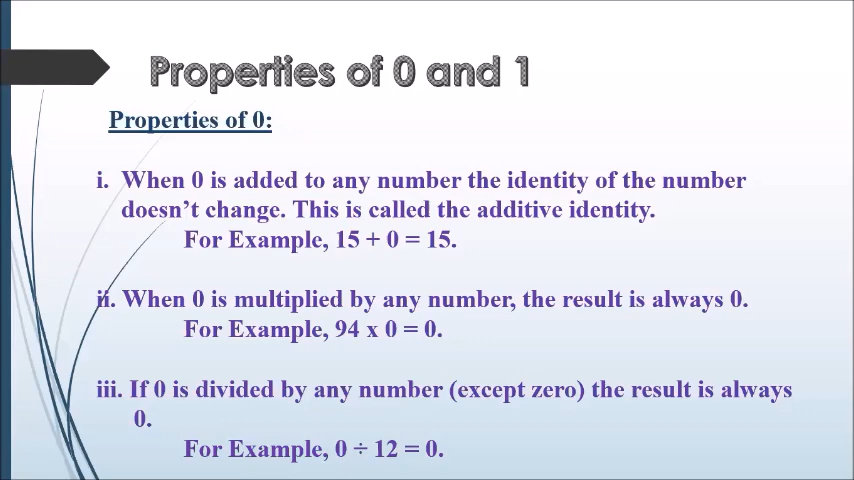 Properties of 0 and 1
Properties of 0:
i. When 0 is added to any number the identity of the number
doesn’t change. This is called the additive identity.
For Example, 15 + 0 = 15.
ii. When 0 is multiplied by any number, the result is always 0.
For Example, 94 x 0 = 0.
iii. If 0 is divided by any number (except zero) the result is always
0.
For Example, 0 ÷ 12 = 0.